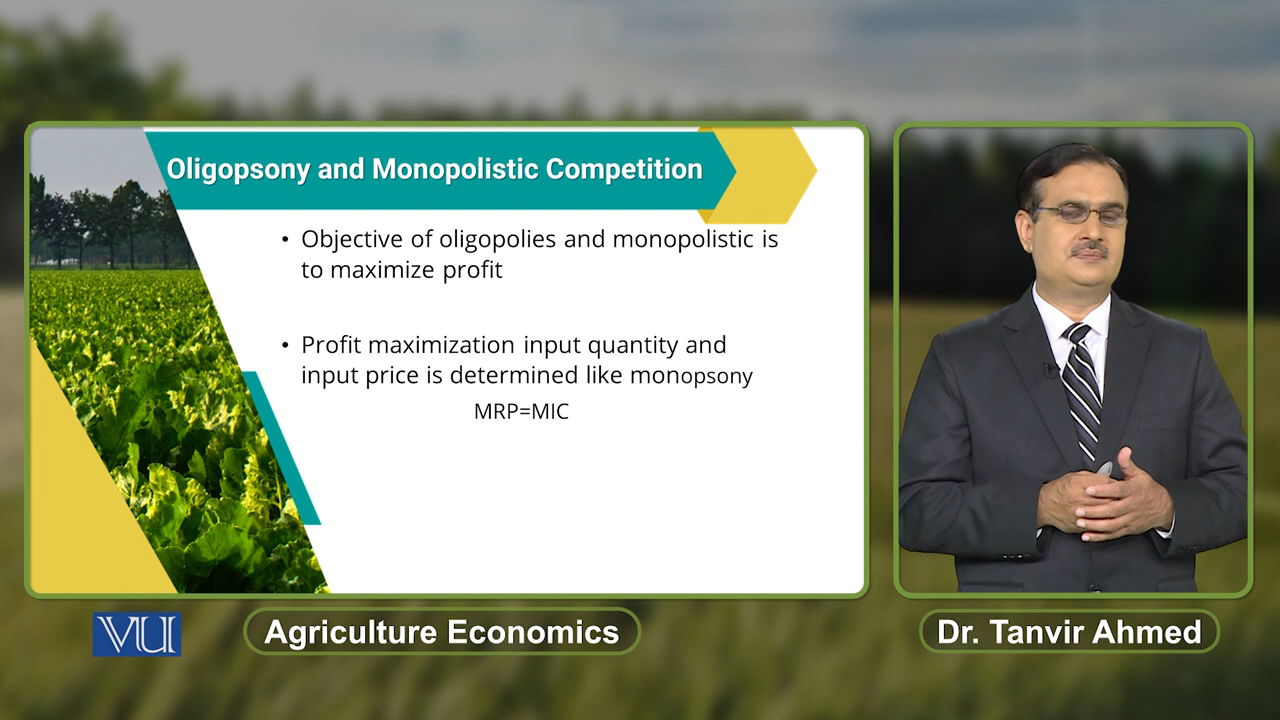 Oligopsony and Monopolistic Competition
• Objective of oligopolies and monopolistic is
to maximize profit
• Profit maximization input quantity and
input price is determined like monopsony
MRP=MIC
VU
Agriculture Economics
Dr. Tanvir Ahmed